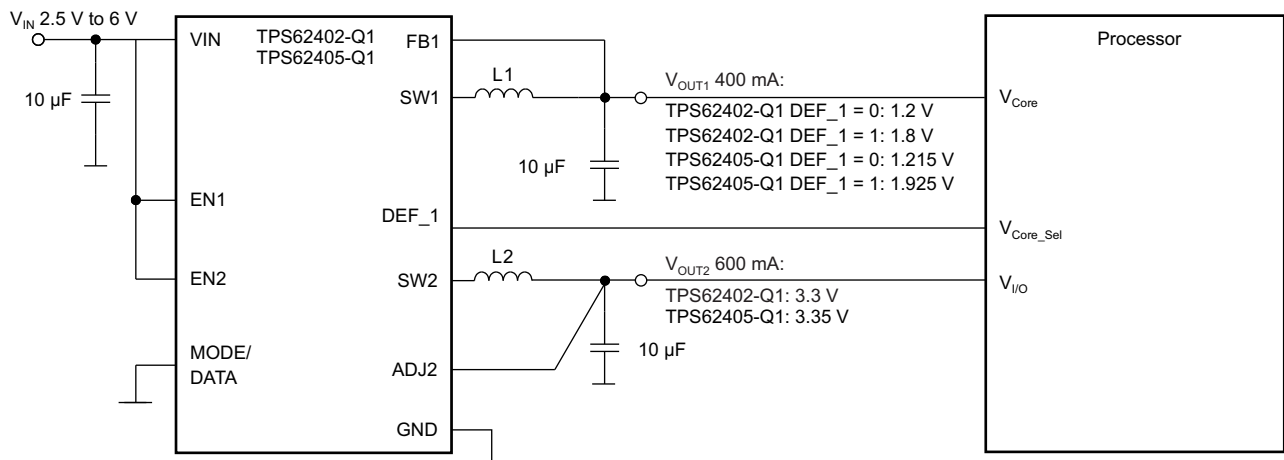 V_IN 2.5 V to 6 V
10 µF
VIN
TPS62402-Q1
TPS62405-Q1
FB1
SW1
EN1
DEF_1
EN2
SW2
MODE/
DATA
ADJ2
GND
L1
10 µF
L2
10 µF
V_OUT1 400 mA:
TPS62402-Q1 DEF_1 = 0: 1.2 V
TPS62402-Q1 DEF_1 = 1: 1.8 V
TPS62405-Q1 DEF_1 = 0: 1.215 V
TPS62405-Q1 DEF_1 = 1: 1.925 V
V_OUT2 600 mA:
TPS62402-Q1: 3.3 V
TPS62405-Q1: 3.35 V
Processor
V_Core
V_Core_Sel
V_I/O